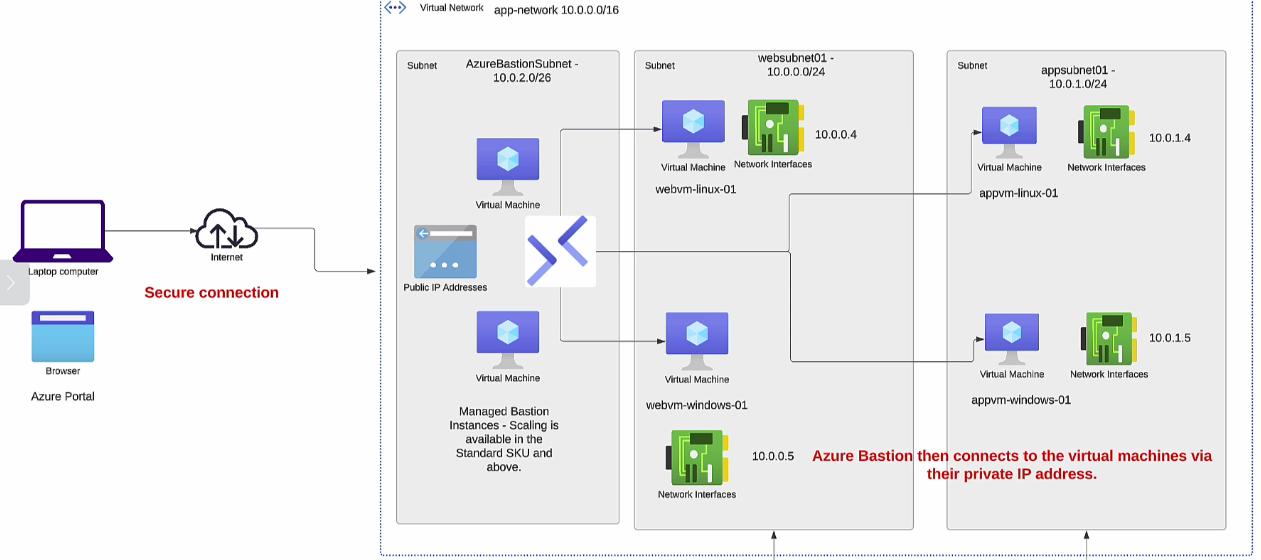 Virtual Network
app-network 10.0.0.0/16
Subnet
AzureBastionSubnet -
10.0.2.0/26
Virtual Machine
Public IP Addresses
Virtual Machine
Managed Bastion
Instances - Scaling is
available in the
Standard SKU and
above.
Subnet
websubnet01 -
10.0.0.0/24
Virtual Machine
Network Interfaces
10.0.0.4
webvm-linux-01
Virtual Machine
webvm-windows-01
10.0.0.5
Network Interfaces
Subnet
appsubnet01 -
10.0.1.0/24
Virtual Machine
Network Interfaces
10.0.1.4
appvm-linux-01
Virtual Machine
Network Interfaces
10.0.1.5
appvm-windows-01
Azure Bastion then connects to the virtual machines via
their private IP address.
Laptop computer
Internet
Secure connection
Browser
Azure Portal